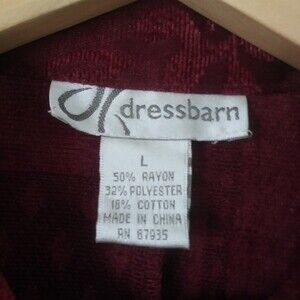 dressbarn
L
50% RAYON
32% POLYESTER
18% COTTON
MADE IN CHINA
RN 87935